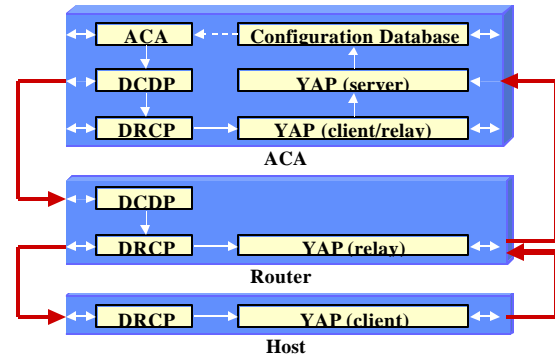 ACA Configuration Database
DCDP YAP (server)
DRCP YAP (client/relay)
ACA
DCDP
DRCP YAP (relay)
Router
DRCP YAP (client)
Host